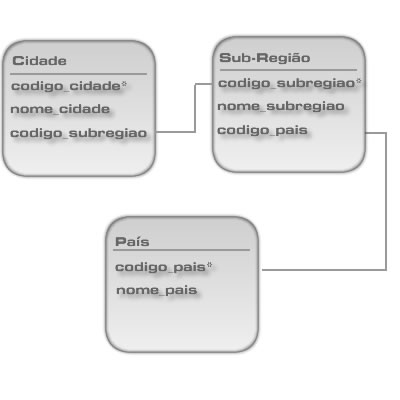 Cidade
codigo_cidade*
nome_cidade
codigo_subregiao
Sub-Região
codigo_subregiao*
nome_subregiao
codigo_pais
País
codigo_pais*
nome_pais